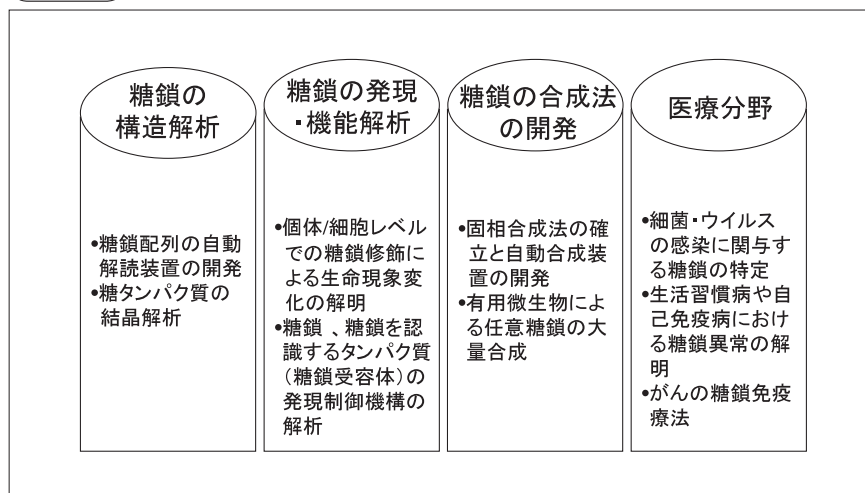 糖鎖の
構造解析
糖鎖の発現
・機能解析
糖鎖の合成法
の開発
医療分野
•糖鎖配列の自動
解読装置の開発
•糖タンパク質の
結晶解析
•個体/細胞レベル
での糖鎖修飾に
よる生命現象変
化の解明
•糖鎖、糖鎖を認
識するタンパク質
(糖鎖受容体)の
発現制御機構の
解析
•固相合成法の確
立と自動合成装
置の開発
•有用微生物によ
る任意糖鎖の大
量合成
•細菌・ウイルス
の感染に関与す
る糖鎖の特定
•生活習慣病や自
己免疫病におけ
る糖鎖異常の解
明
•がんの糖鎖免疫
療法